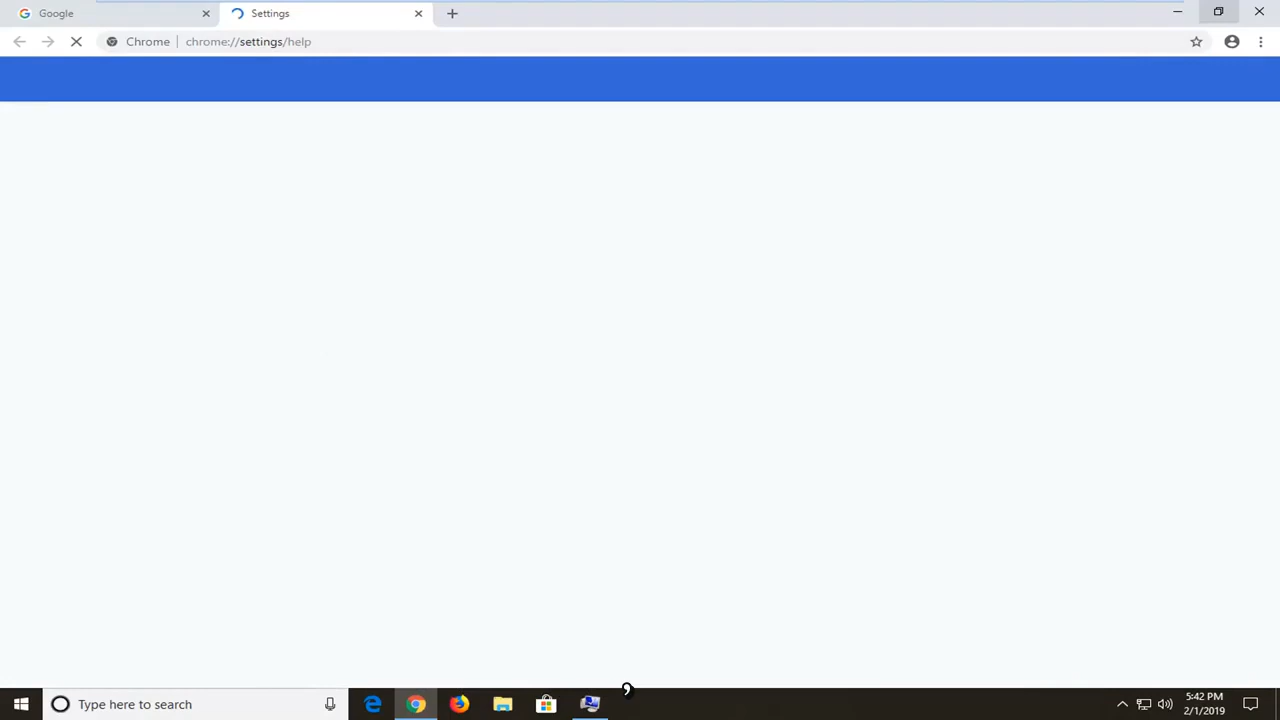 Google
Settings
Chrome
chrome://settings/help
,
Type here to search
5:42 PM
2/1/2019